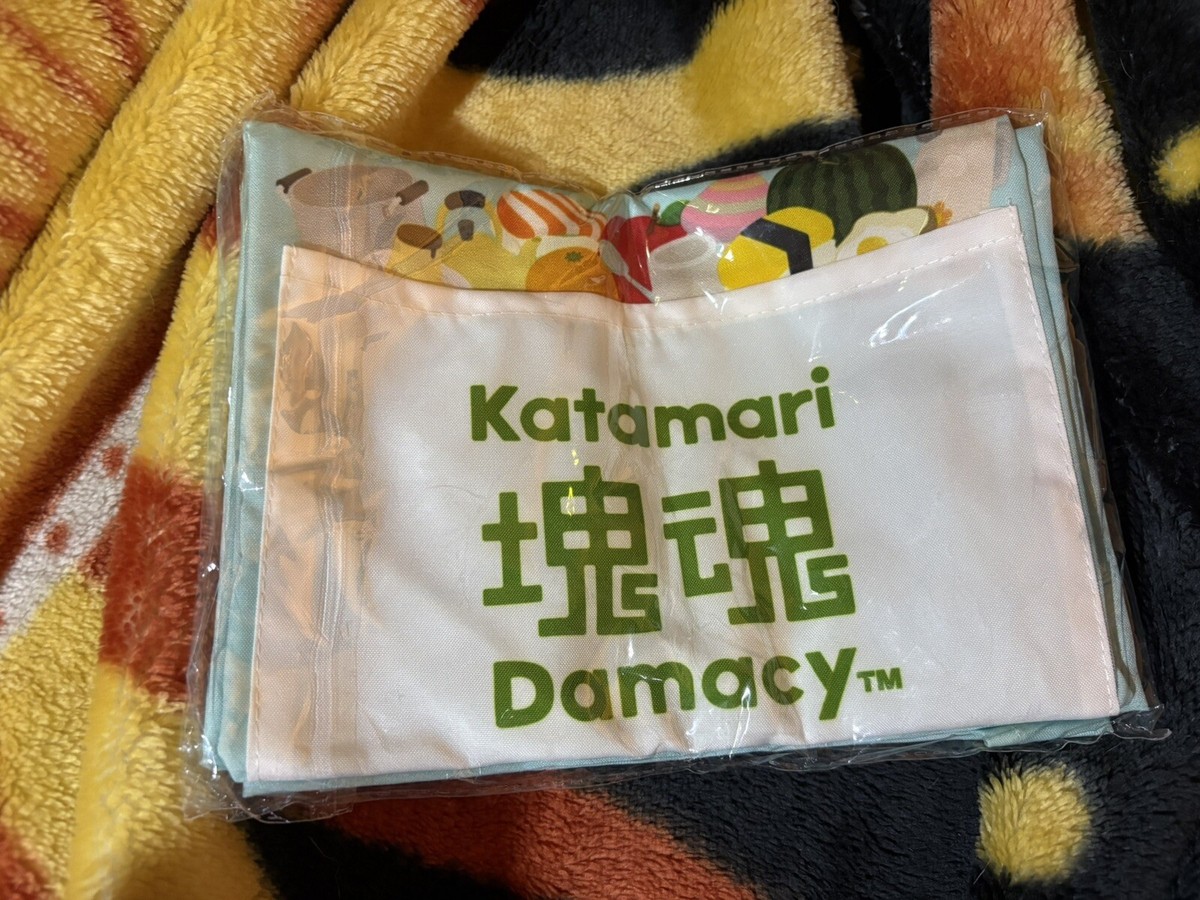 Katamari
塊魂
Damacy™